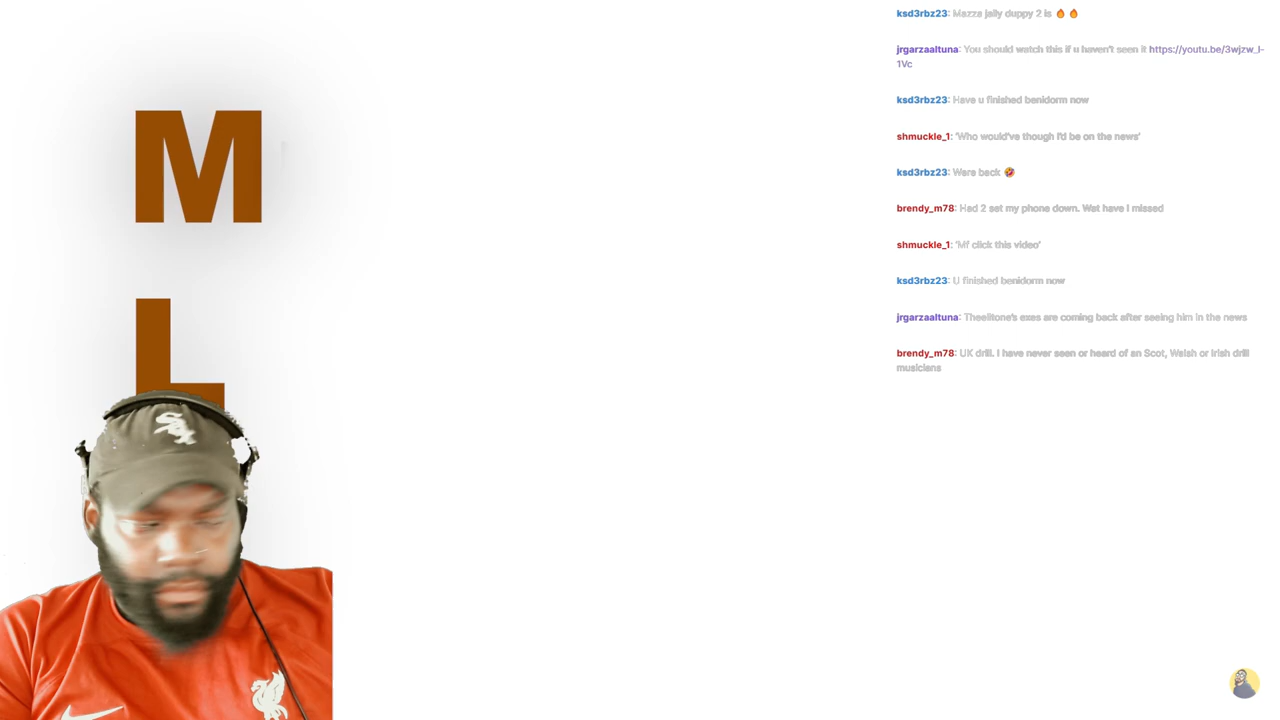 M
L
SOX
ksd3rbz23: Mazza jaily duppy 2 is 🔥 🔥
jrgarzaaltuna: You should watch this if u haven't seen it https://youtu.be/3wjzw_l-
1Vc
ksd3rbz23: Have u finished benidorm now
shmuckle_1: 'Who would've though I'd be on the news'
ksd3rbz23: Were back 🤣
brendy_m78: Had 2 set my phone down. Wat have I missed
shmuckle_1: 'Mf click this video'
ksd3rbz23: U finished benidorm now
jrgarzaaltuna: Theelitone's exes are coming back after seeing him in the news
brendy_m78: UK drill. I have never seen or heard of an Scot, Welsh or Irish drill
musicians